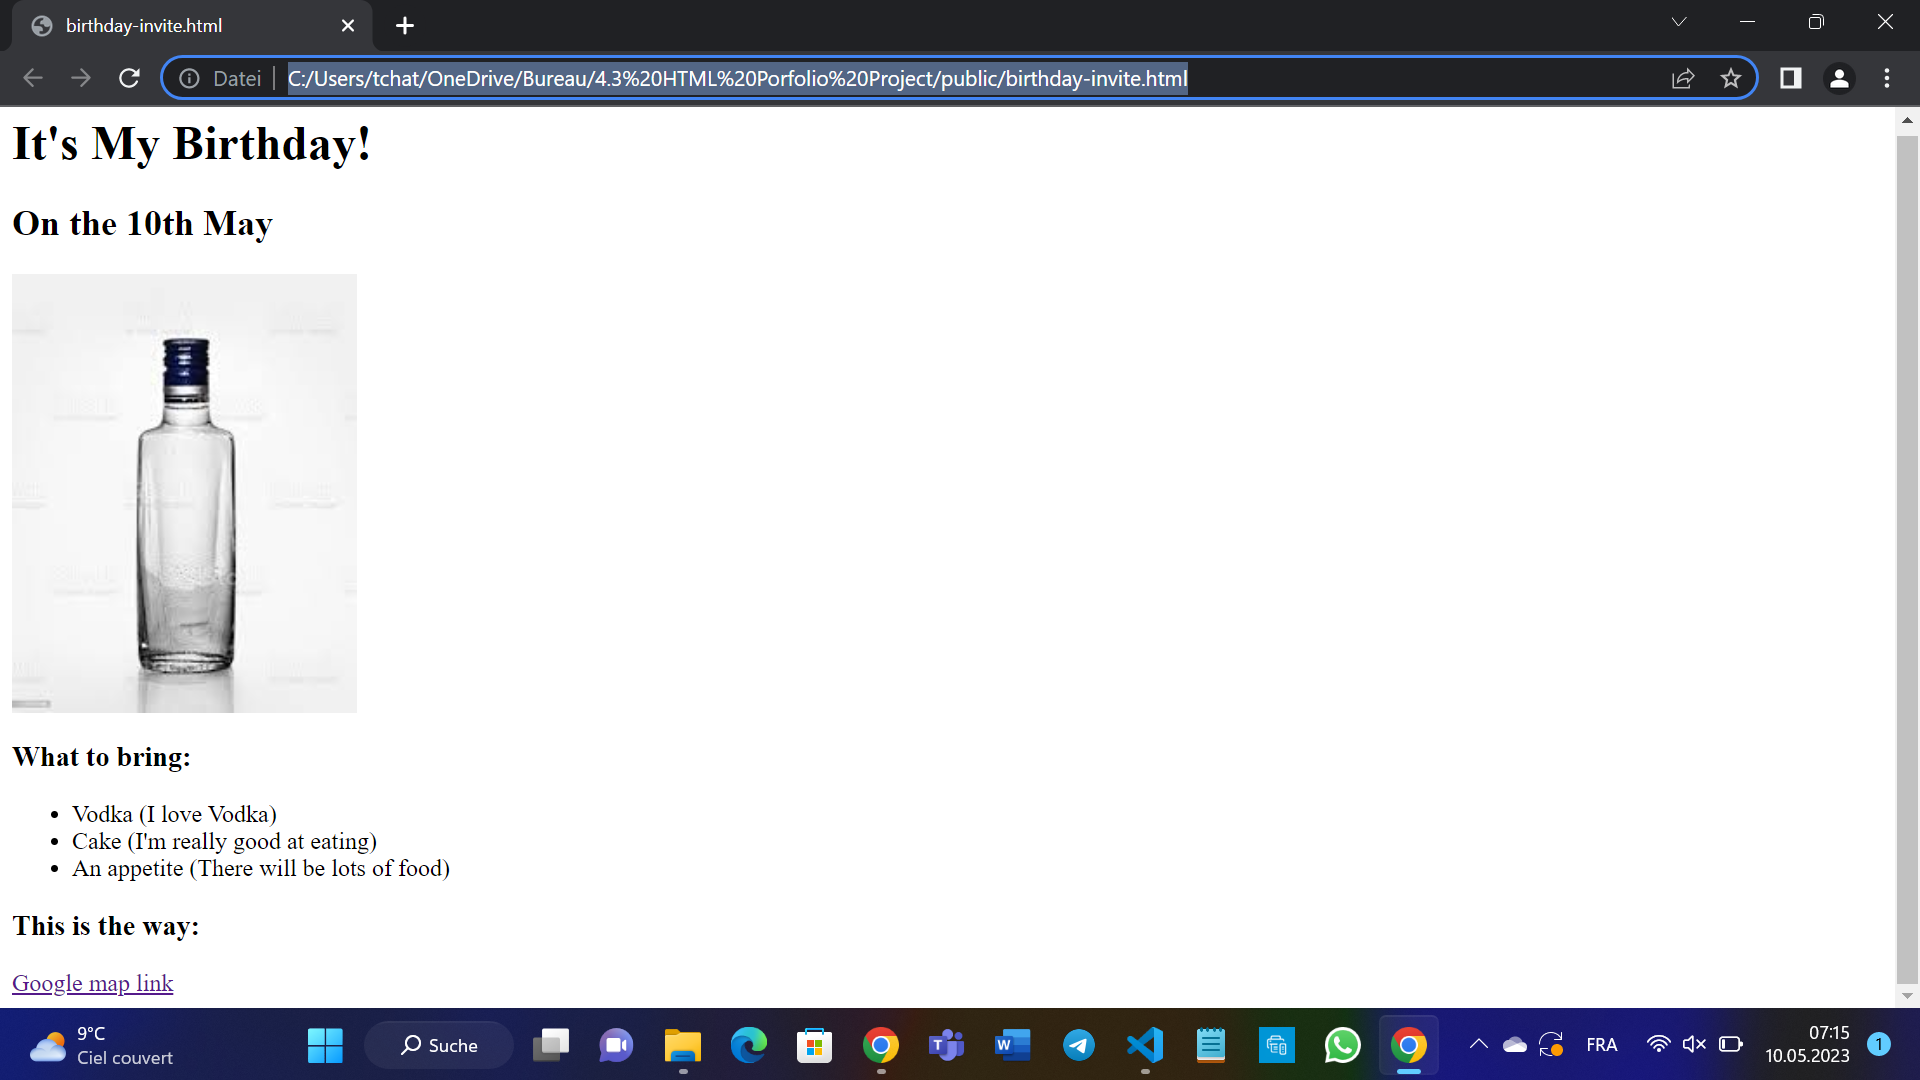 birthday-invite.html
Datei
C:/Users/tchat/OneDrive/Bureau/4.3%20HTML%20Porfolio%20Project/public/birthday-invite.html
It's My Birthday!
On the 10th May
What to bring:
Vodka (I love Vodka)
Cake (I'm really good at eating)
An appetite (There will be lots of food)
This is the way:
Google map link
9°C
Ciel couvert
Suche
FRA
07:15
10.05.2023
1